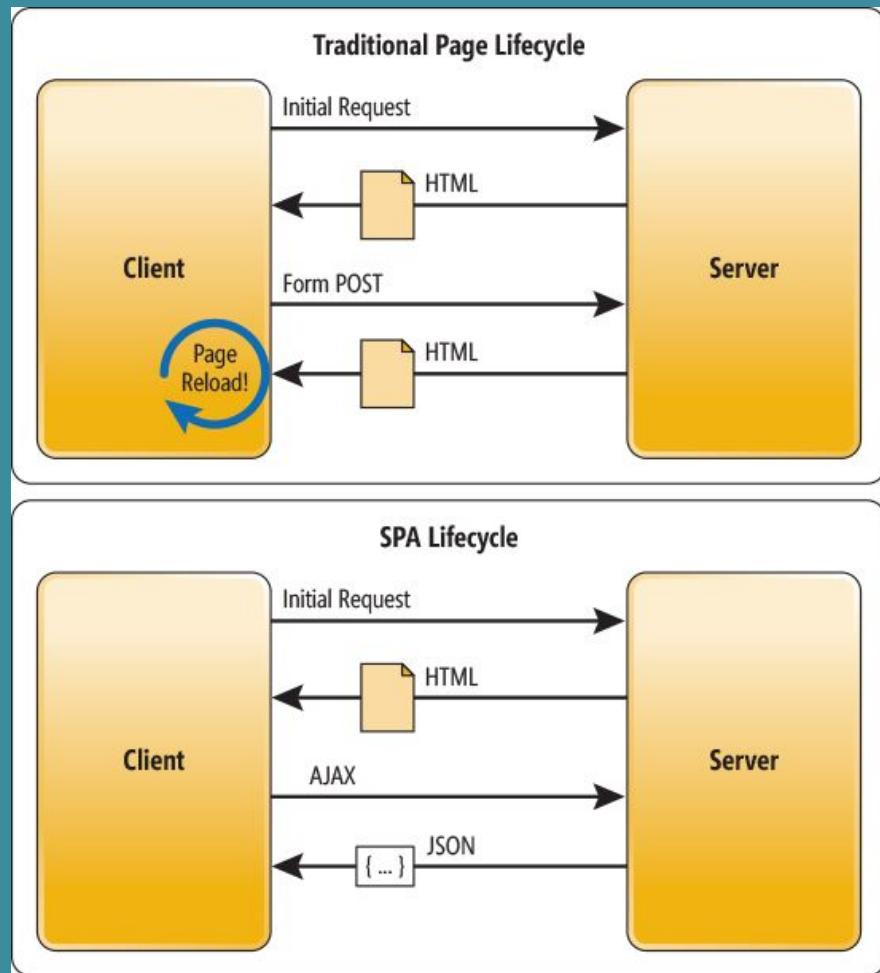 Traditional Page Lifecycle
Initial Request
HTML
Client
Server
Form POST
HTML
Page
Reload!
SPA Lifecycle
Initial Request
HTML
Client
Server
AJAX
JSON
{ ... }